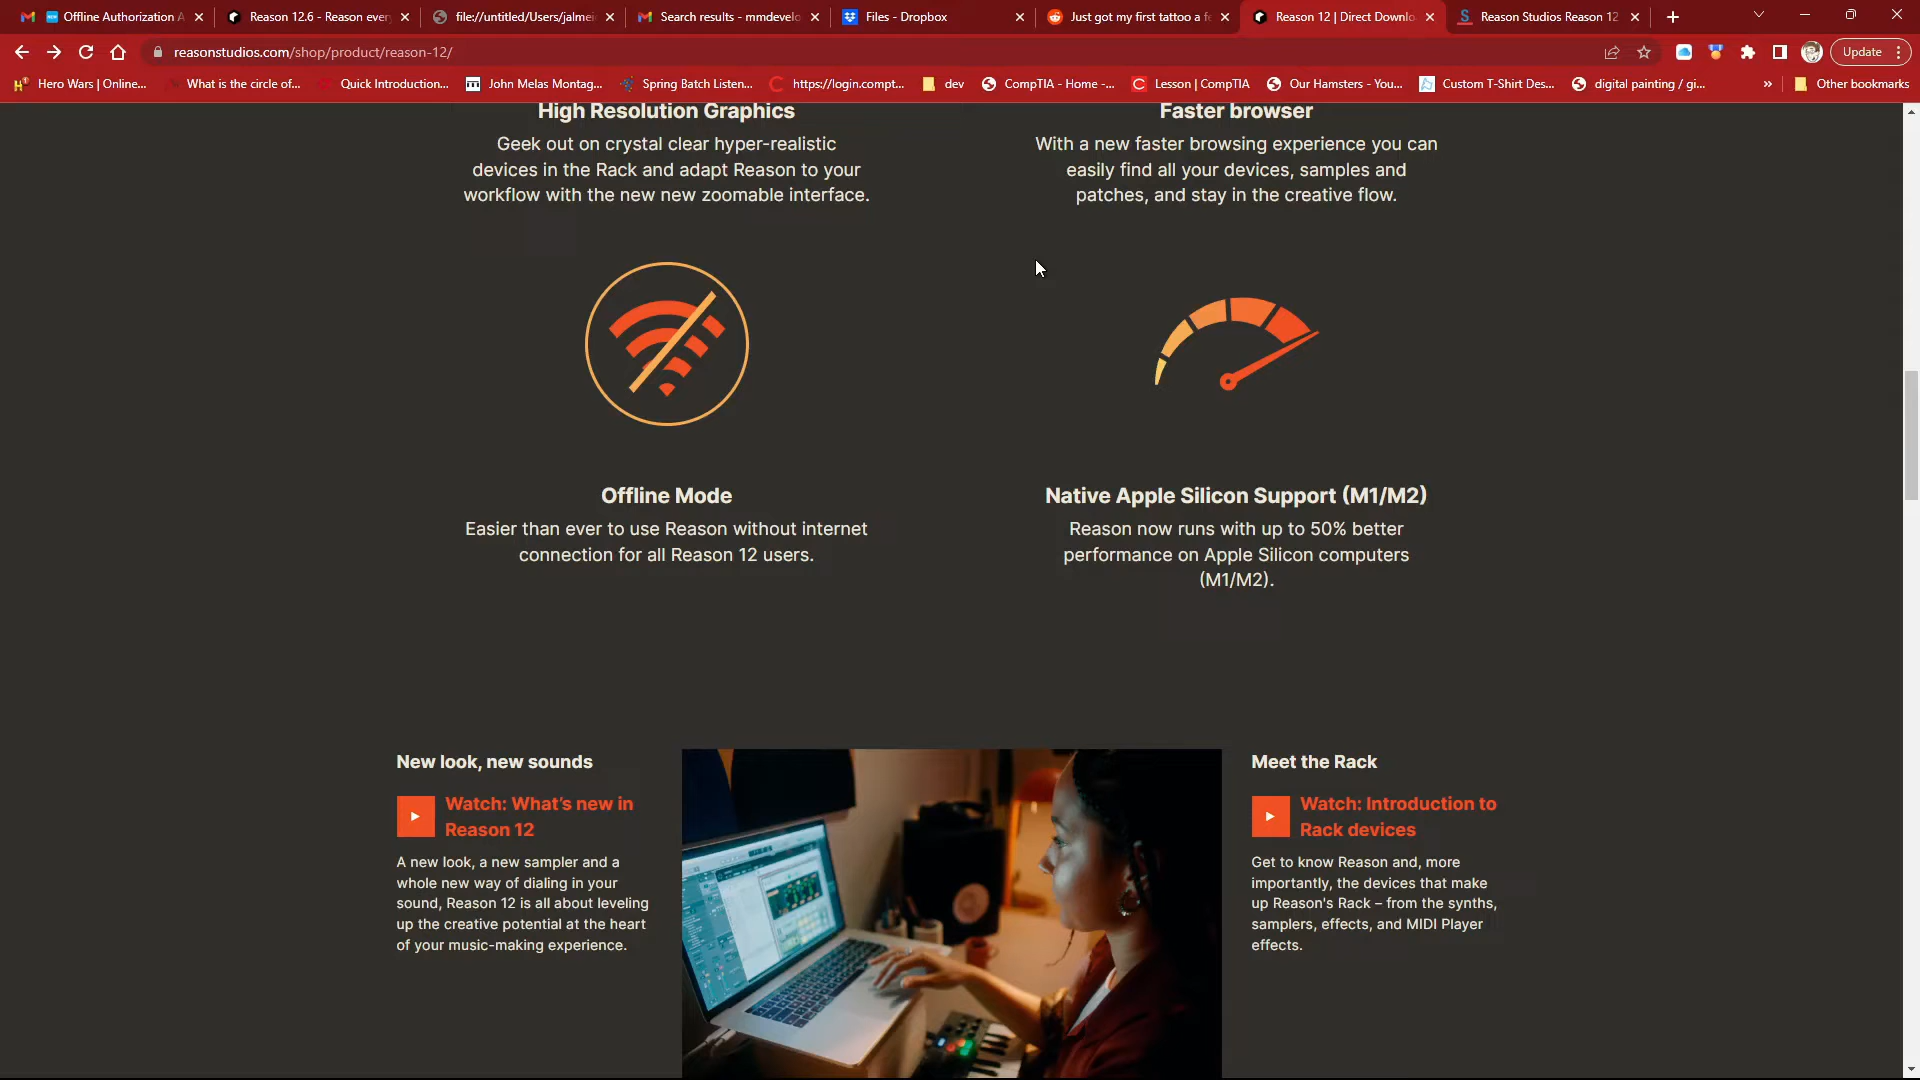 Offline Authorization A
Reason 12.6 - Reason ever
file://untitled/Users/jalmei
Search results - mmdevelo
Files - Dropbox
Just got my first tattoo a fe
Reason 12 | Direct Downlo
Reason Studios Reason 12
reasonstudios.com/shop/product/reason-12/
Update
Hero Wars | Online...
What is the circle of...
Quick Introduction...
John Melas Montag...
Spring Batch Listen...
https://login.compt...
dev
CompTIA - Home -...
Lesson | CompTIA
Our Hamsters - You...
Custom T-Shirt Des...
digital painting / gi...
»
Other bookmarks
High Resolution Graphics
Geek out on crystal clear hyper-realistic
devices in the Rack and adapt Reason to your
workflow with the new new zoomable interface.
Faster browser
With a new faster browsing experience you can
easily find all your devices, samples and
patches, and stay in the creative flow.
Offline Mode
Easier than ever to use Reason without internet
connection for all Reason 12 users.
Native Apple Silicon Support (M1/M2)
Reason now runs with up to 50% better
performance on Apple Silicon computers
(M1/M2).
New look, new sounds
Watch: What's new in
Reason 12
A new look, a new sampler and a
whole new way of dialing in your
sound, Reason 12 is all about leveling
up the creative potential at the heart
of your music-making experience.
Meet the Rack
Watch: Introduction to
Rack devices
Get to know Reason and, more
importantly, the devices that make
up Reason's Rack – from the synths,
samplers, effects, and MIDI Player
effects.